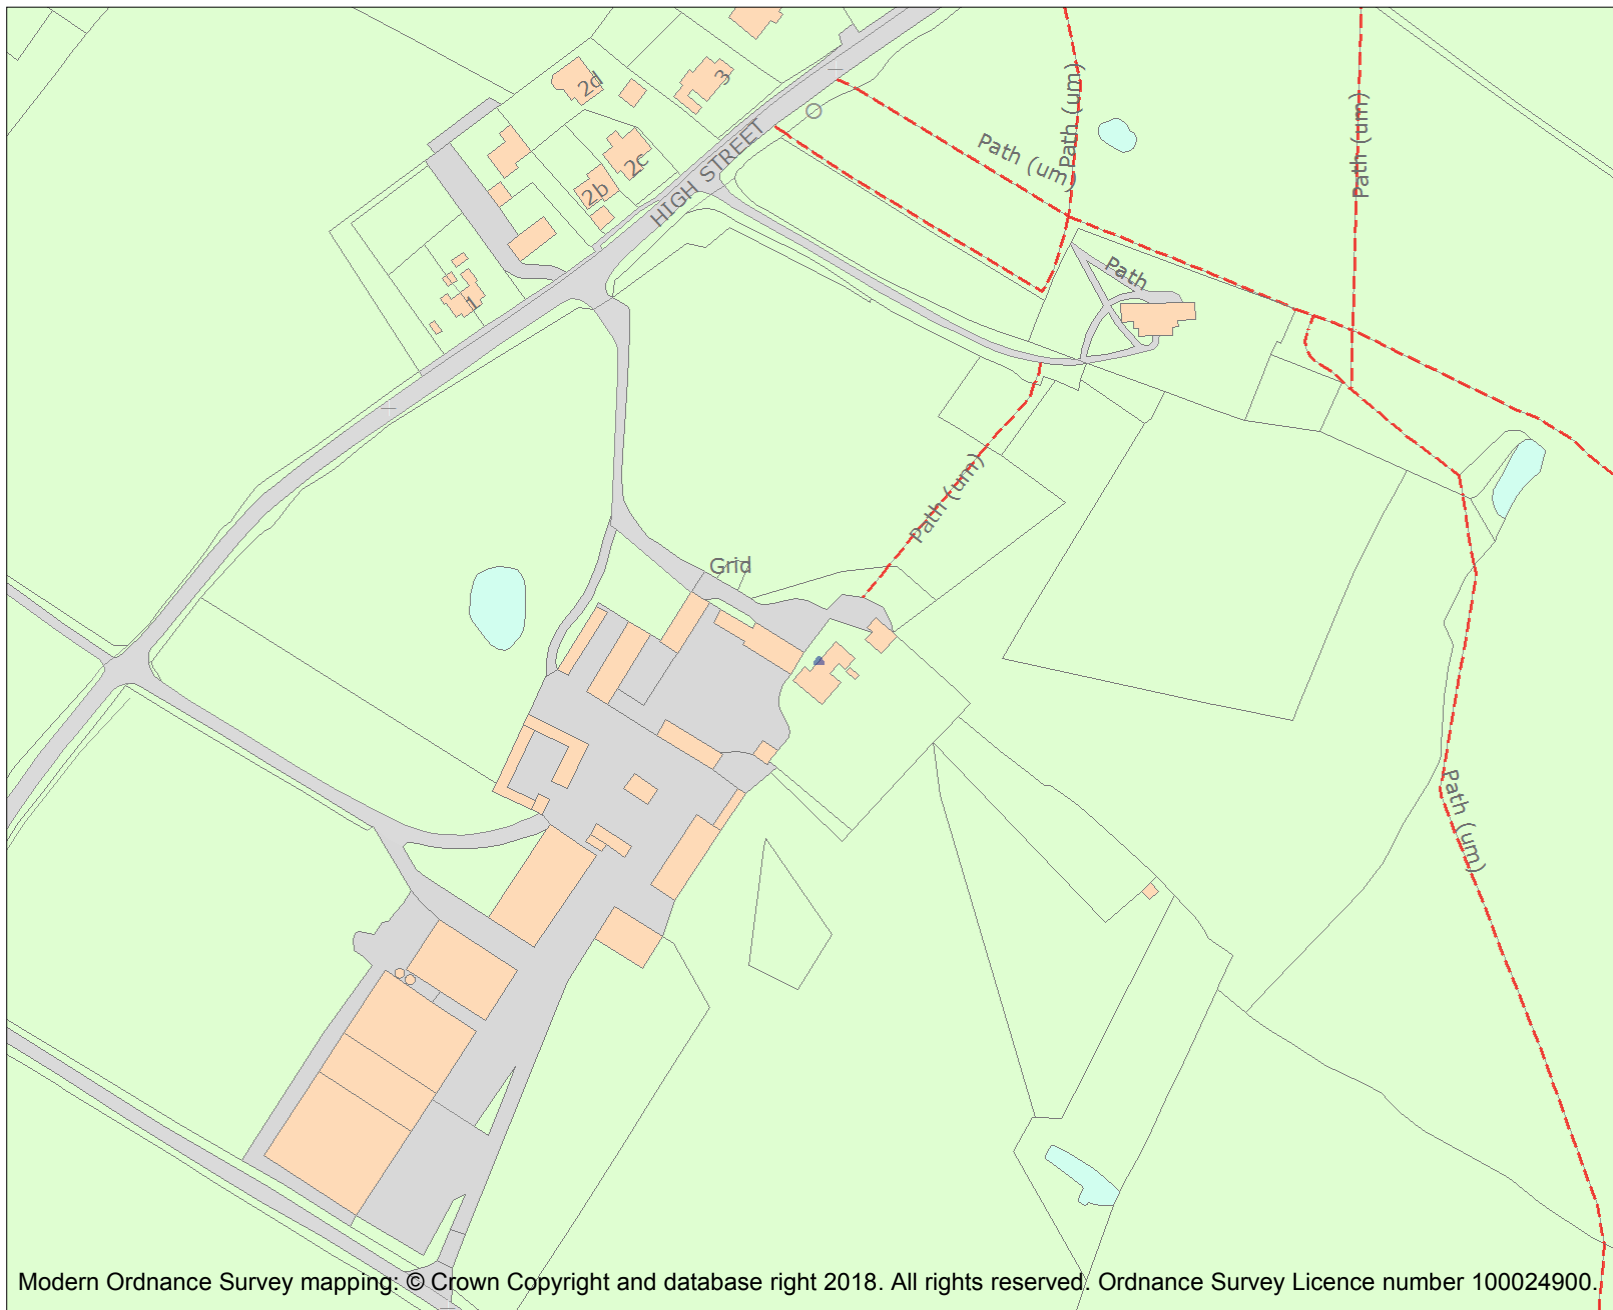 2d
3
Path (um)
Path (um)
Path (um)
2c
2b
HIGH STREET
Path
1
Path (um)
Grid
Path (um)
Modern Ordnance Survey mapping: © Crown Copyright and database right 2018. All rights reserved. Ordnance Survey Licence number 100024900.